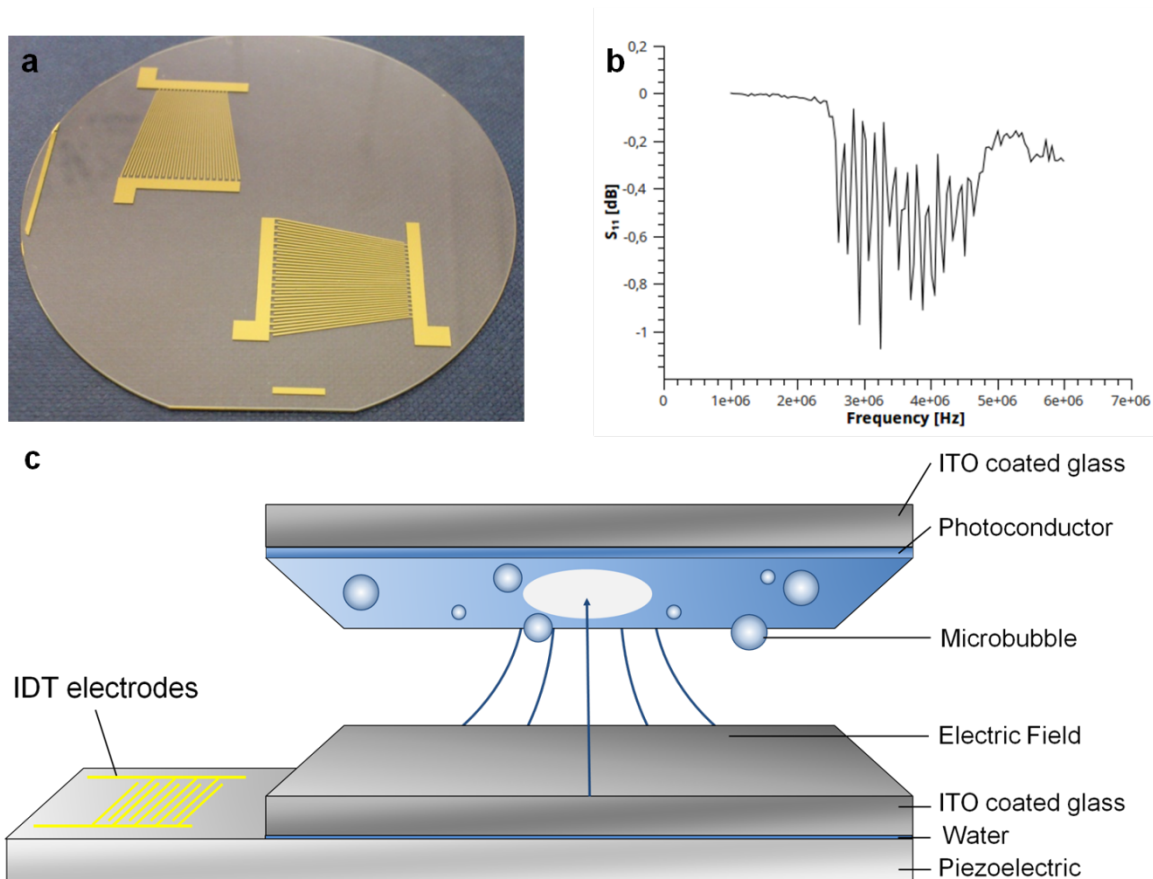 a
b
0,2
0
-0,2
-0,4
-0,6
-0,8
-1
S₁₁ [dB]
0
1e+06
2e+06
3e+06
4e+06
5e+06
6e+06
7e+06
Frequency [Hz]
c
ITO coated glass
Photoconductor
Microbubble
IDT electrodes
Electric Field
ITO coated glass
Water
Piezoelectric